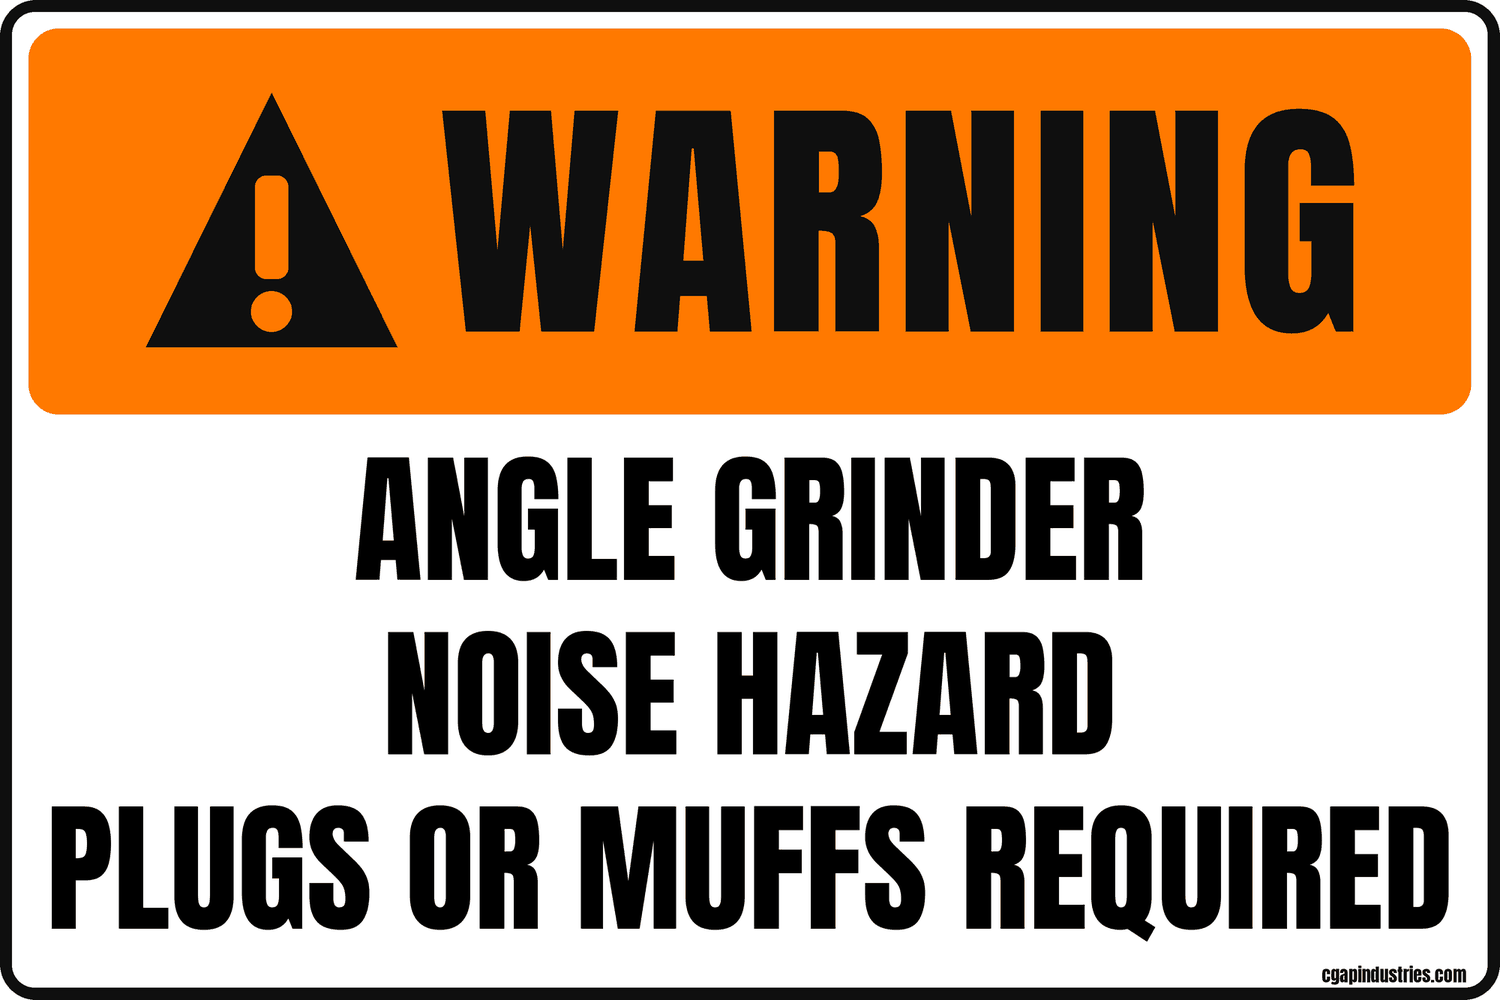 WARNING
ANGLE GRINDER
NOISE HAZARD
PLUGS OR MUFFS REQUIRED
cgapindustries.com